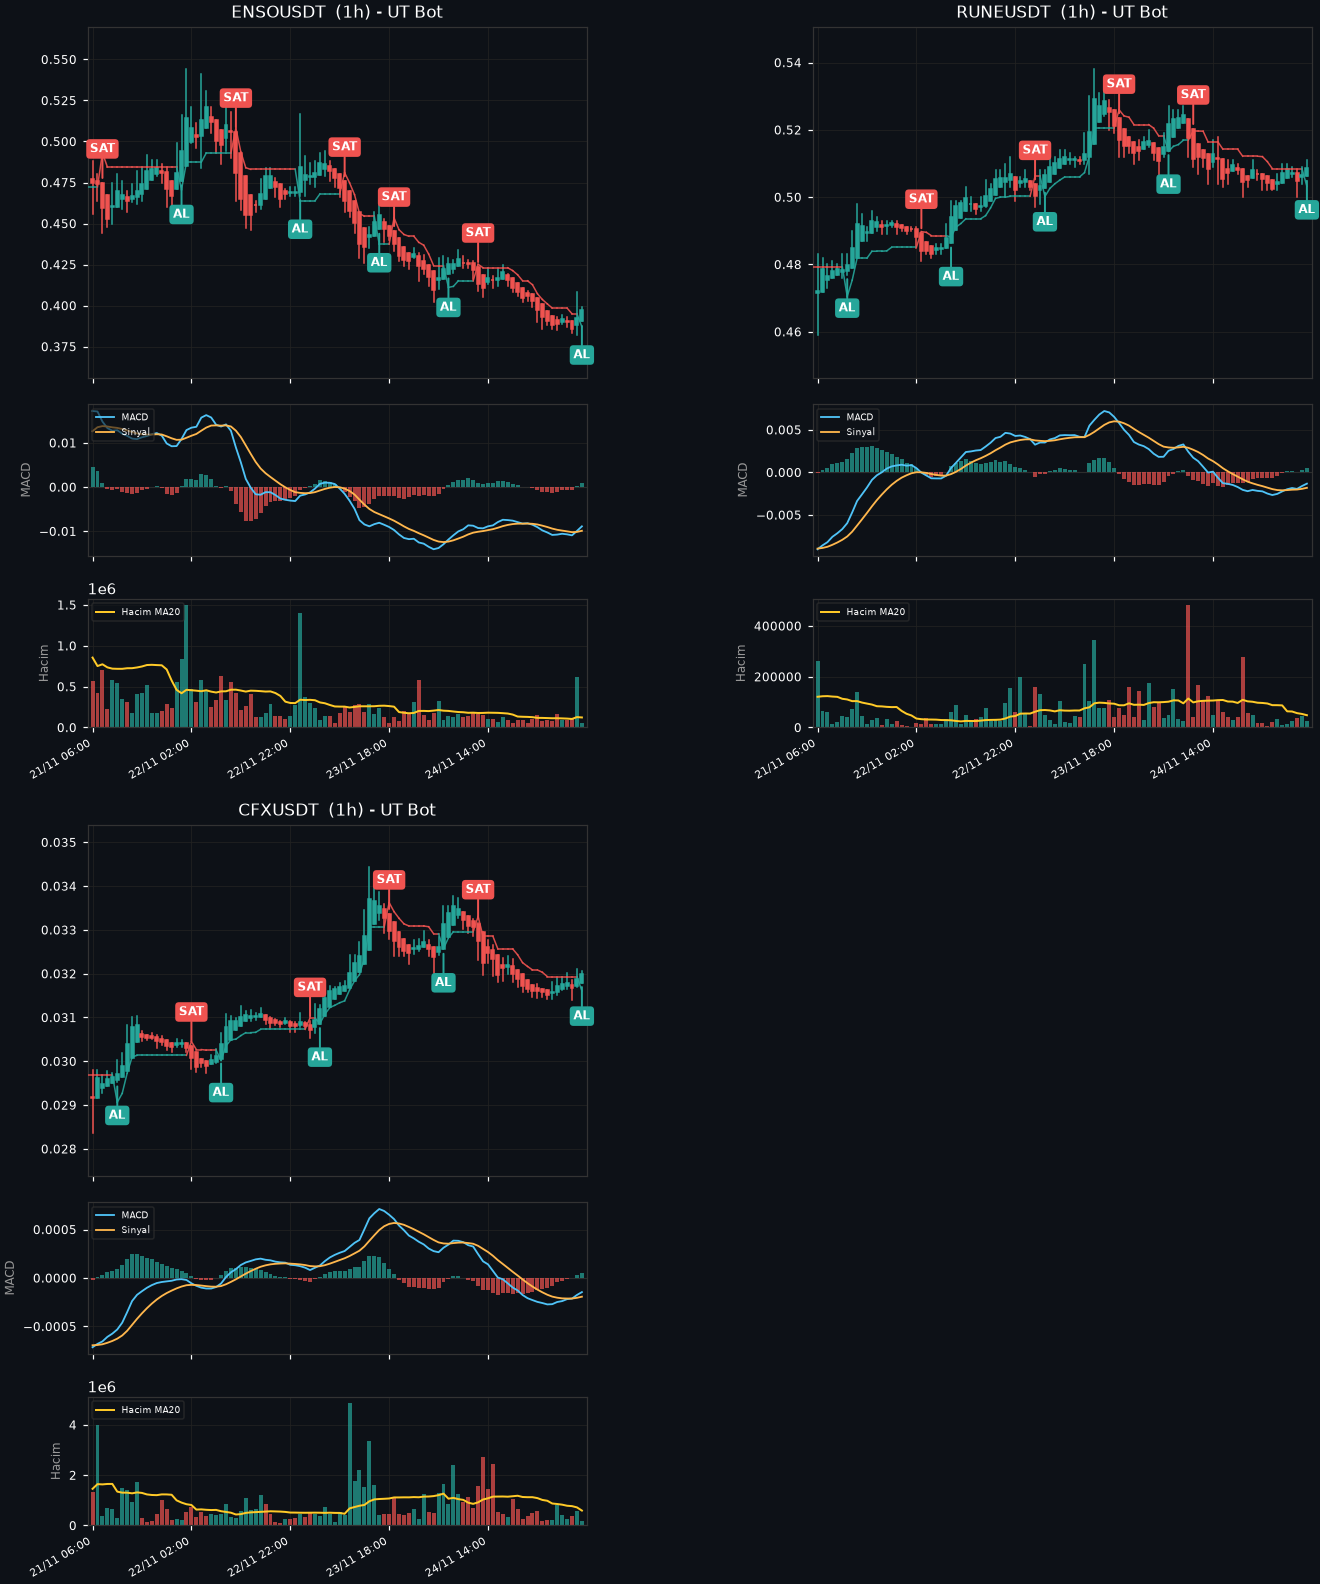 ENSOUSDT  (1h) - UT Bot
0.550
0.525
0.500
0.475
0.450
0.425
0.400
0.375
SAT
AL
SAT
AL
SAT
AL
SAT
AL
SAT
AL
MACD
0.01
0.00
−0.01
MACD
Sinyal
1e6
Hacim
1.5
1.0
0.5
0.0
Hacim MA20
21/11 06:00
22/11 02:00
22/11 22:00
23/11 18:00
24/11 14:00
RUNEUSDT  (1h) - UT Bot
0.54
0.52
0.50
0.48
0.46
AL
SAT
AL
SAT
AL
SAT
AL
SAT
AL
MACD
0.005
0.000
−0.005
MACD
Sinyal
Hacim
400000
200000
0
Hacim MA20
21/11 06:00
22/11 02:00
22/11 22:00
23/11 18:00
24/11 14:00
CFXUSDT  (1h) - UT Bot
0.035
0.034
0.033
0.032
0.031
0.030
0.029
0.028
AL
SAT
AL
SAT
AL
SAT
AL
SAT
AL
MACD
0.0005
0.0000
−0.0005
MACD
Sinyal
1e6
Hacim
4
2
0
Hacim MA20
21/11 06:00
22/11 02:00
22/11 22:00
23/11 18:00
24/11 14:00